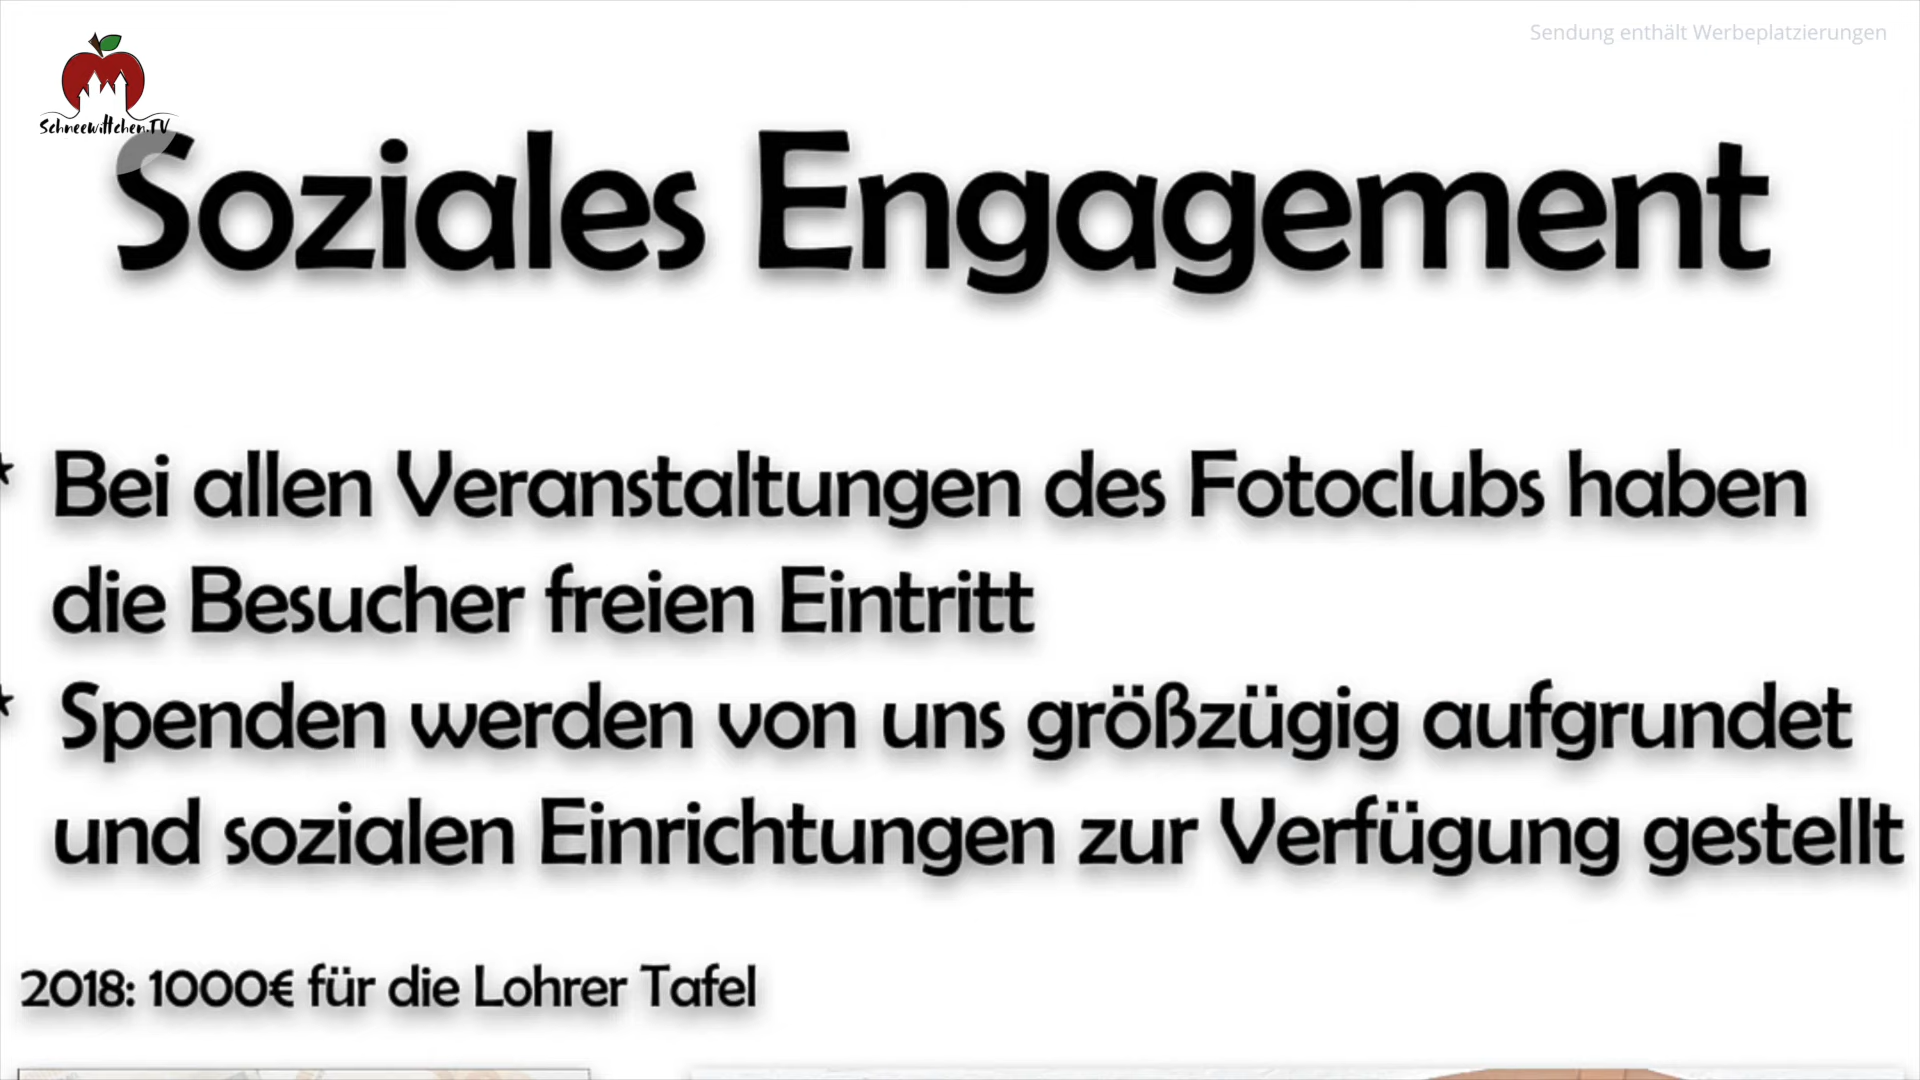 Sendung enthält Werbeplatzierungen
Schneewittchen.TV
Soziales Engagement
* Bei allen Veranstaltungen des Fotoclubs haben
die Besucher freien Eintritt
* Spenden werden von uns größzügig aufgrundet
und sozialen Einrichtungen zur Verfügung gestellt
2018: 1000€ für die Lohrer Tafel